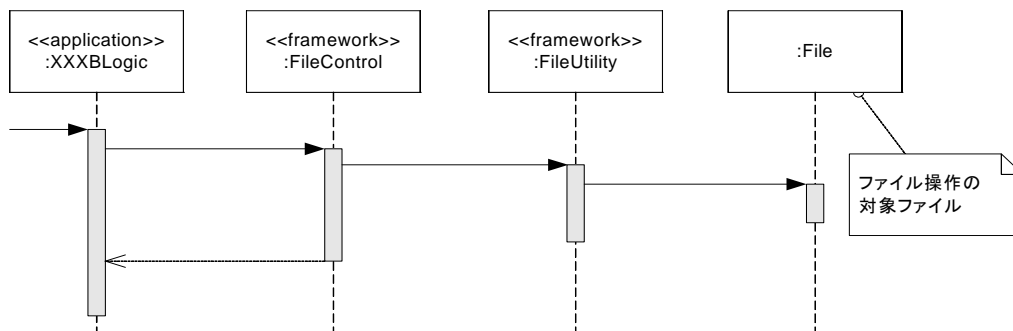 <<application>>
:XXXBLogic
<<framework>>
:FileControl
<<framework>>
:FileUtility
:File
ファイル操作の
対象ファイル